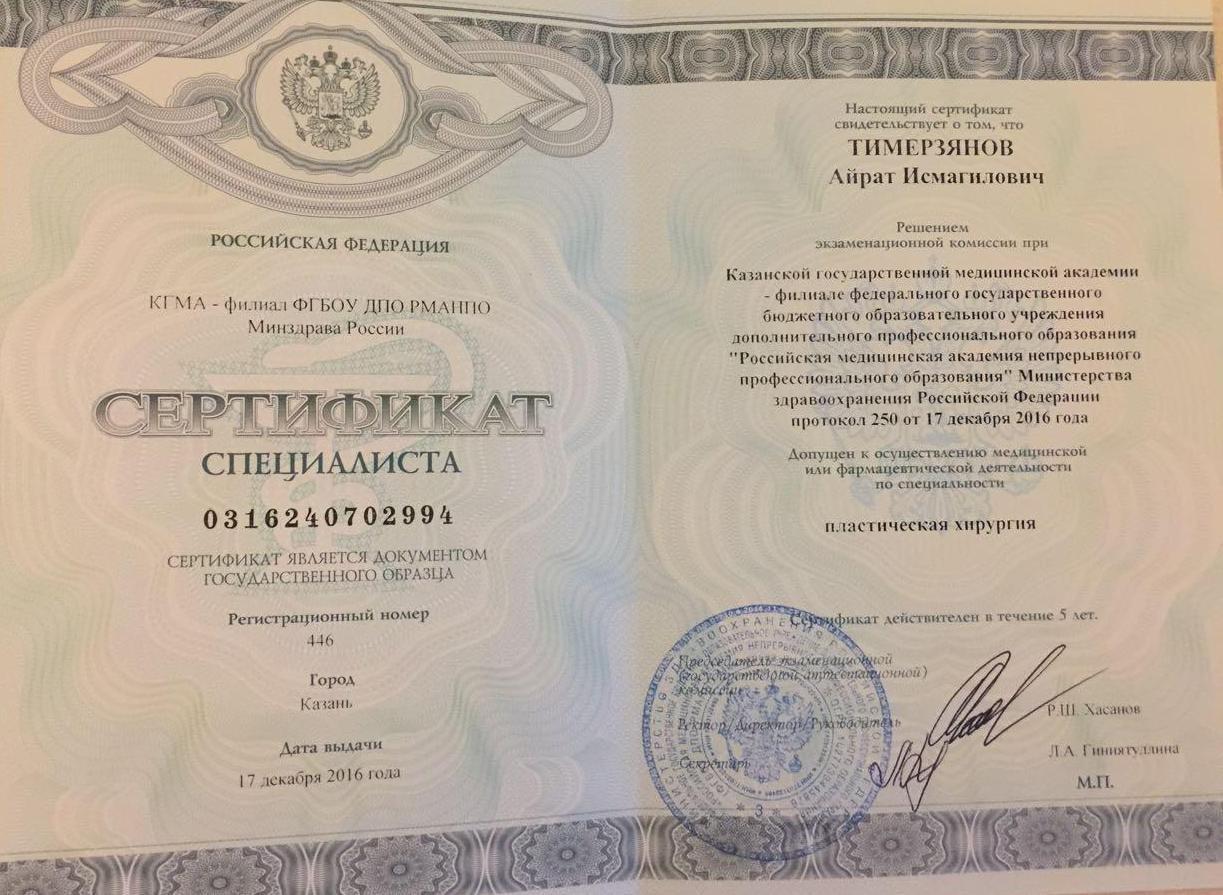 РОССИЙСКАЯ ФЕДЕРАЦИЯ
КГМА - филиал ФГБОУ ДПО РМАНПО
Минздрава России
СЕРТИФИКАТ
СПЕЦИАЛИСТА
0316240702994
СЕРТИФИКАТ ЯВЛЯЕТСЯ ДОКУМЕНТОМ
ГОСУДАРСТВЕННОГО ОБРАЗЦА
Регистрационный номер
446
Город
Казань
Дата выдачи
17 декабря 2016 года
Настоящий сертификат
свидетельствует о том, что
ТИМЕРЗЯНОВ
Айрат Исмагилович
Решением
экзаменационной комиссии при
Казанской государственной медицинской академии
- филиале федерального государственного
бюджетного образовательного учреждения
дополнительного профессионального образования
"Российская медицинская академия непрерывного
профессионального образования" Министерства
здравоохранения Российской Федерации
протокол 250 от 17 декабря 2016 года
Допущен к осуществлению медицинской
или фармацевтической деятельности
по специальности
пластическая хирургия
Сертификат действителен в течение 5 лет.
Председатель экзаменационной
(государственной аттестационной)
комиссии
Ректор/Директор/Руководитель
Р.Ш. Хасанов
Секретарь
Л.А. Гиниятуллина
М.П.